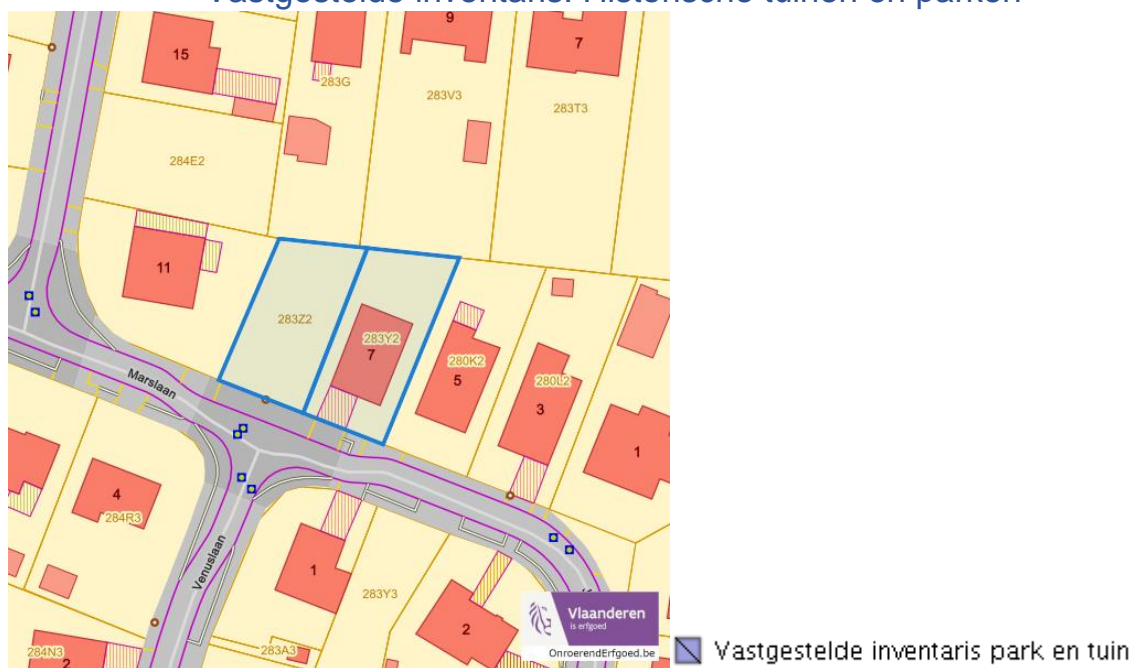 Vastgestelde inventaris: Historische tuinen en parken
15
9
7
283G
283V3
283T3
284E2
11
283Z2
283Y2
7
280K2
5
280L2
3
1
Marslaan
4
284R3
Venuslaan
1
283Y3
2
284N3
2
283A3
Vlaanderen
is erfgoed
OnroerendErfgoed.be
Vastgestelde inventaris park en tuin